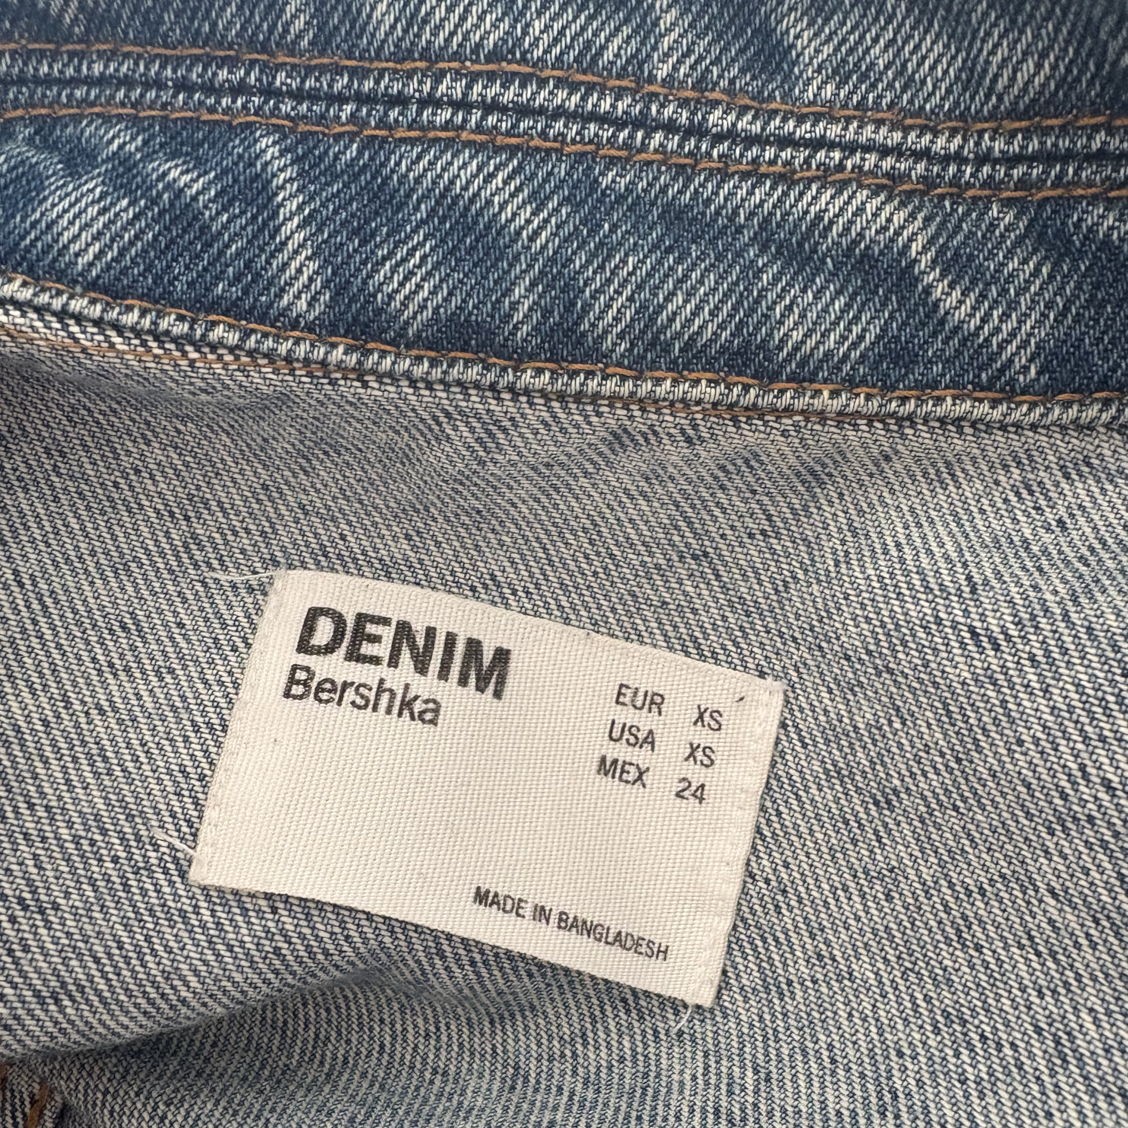 DENIM
Bershka
EUR XS
USA XS
MEX 24
MADE IN BANGLADESH